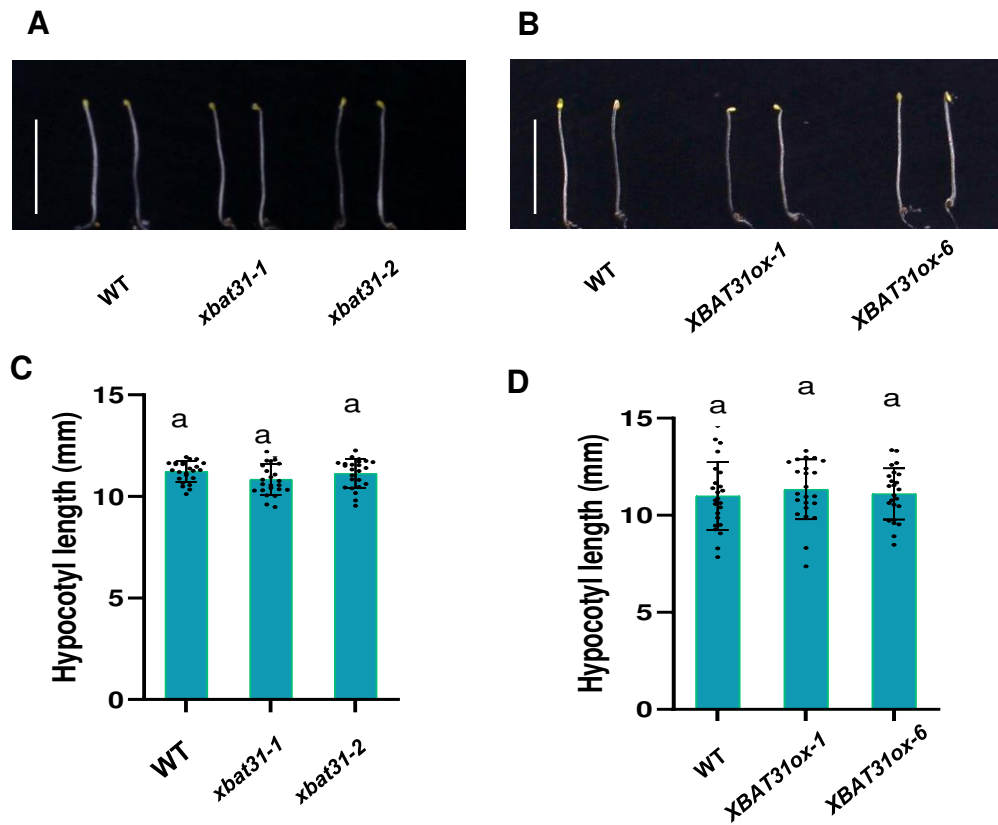 A
B
WT
xbat31-1
xbat31-2
WT
XBAT31ox-1
XBAT31ox-6
C
Hypocotyl length (mm)
15
10
5
0
a
a
a
WT
xbat31-1
xbat31-2
D
Hypocotyl length (mm)
15
10
5
0
a
a
a
WT
XBAT31ox-1
XBAT31ox-6